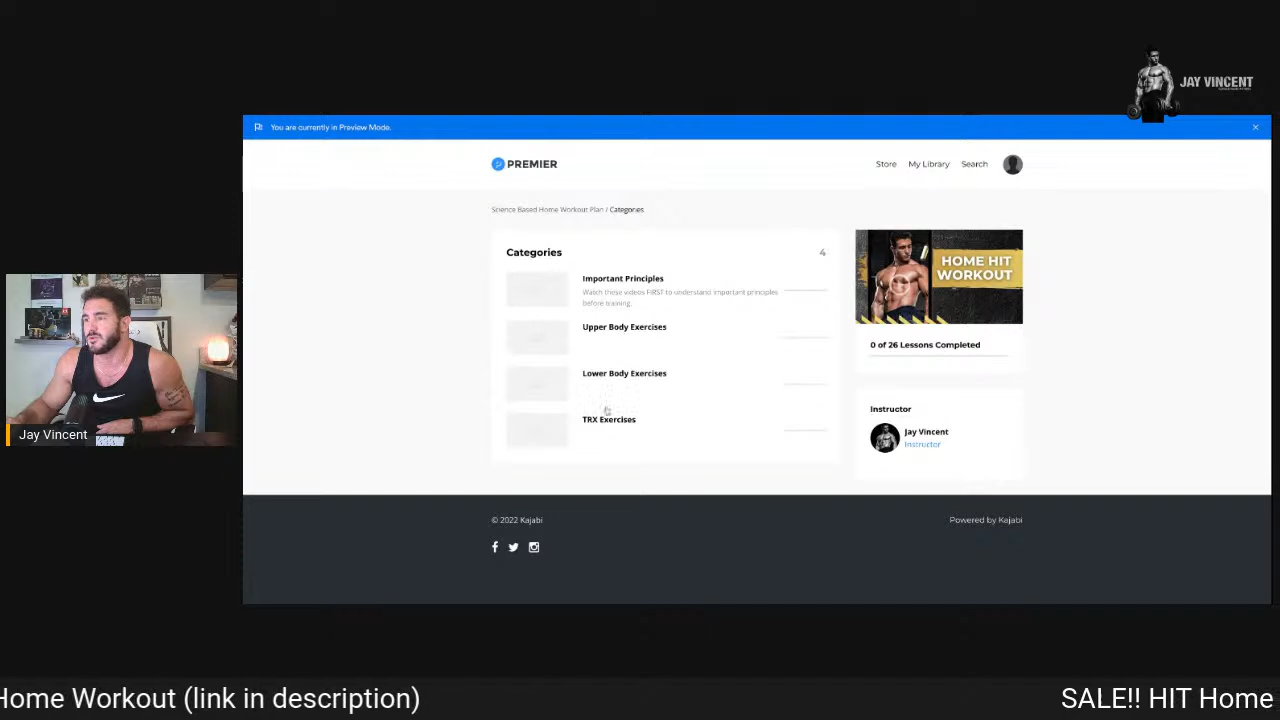 JAY VINCENT
You are currently in Preview Mode.
PREMIER
Store
My Library
Search
Science Based Home Workout Plan / Categories
Categories
4
Important Principles
Watch these videos FIRST to understand important principles
before training.
Upper Body Exercises
Lower Body Exercises
TRX Exercises
HOME HIT
WORKOUT
0 of 26 Lessons Completed
Instructor
Jay Vincent
Instructor
Jay Vincent
© 2022 Kajabi
Powered by Kajabi
Home Workout (link in description)
SALE!! HIT Home